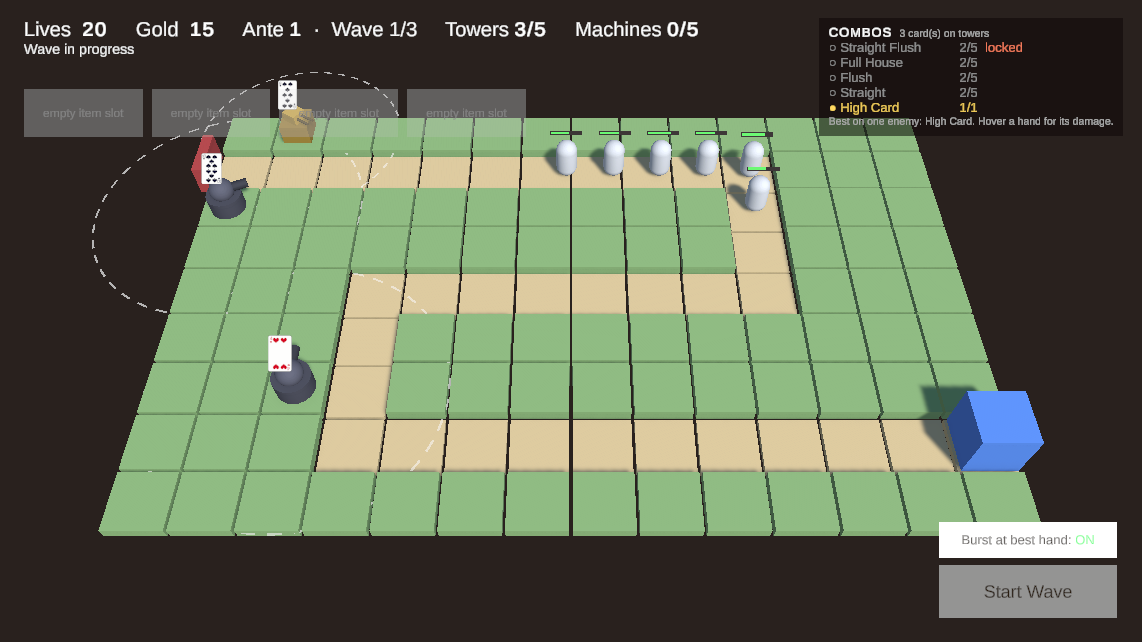 Lives 20 Gold 15 Ante 1 · Wave 1/3 Towers 3/5 Machines 0/5
Wave in progress
COMBOS 3 card(s) on towers
Straight Flush 2/5 locked
Full House 2/5
Flush 2/5
Straight 2/5
High Card 1/1
Best on one enemy: High Card. Hover a hand for its damage.
empty item slot
empty item slot
empty item slot
empty item slot
Burst at best hand: ON
Start Wave